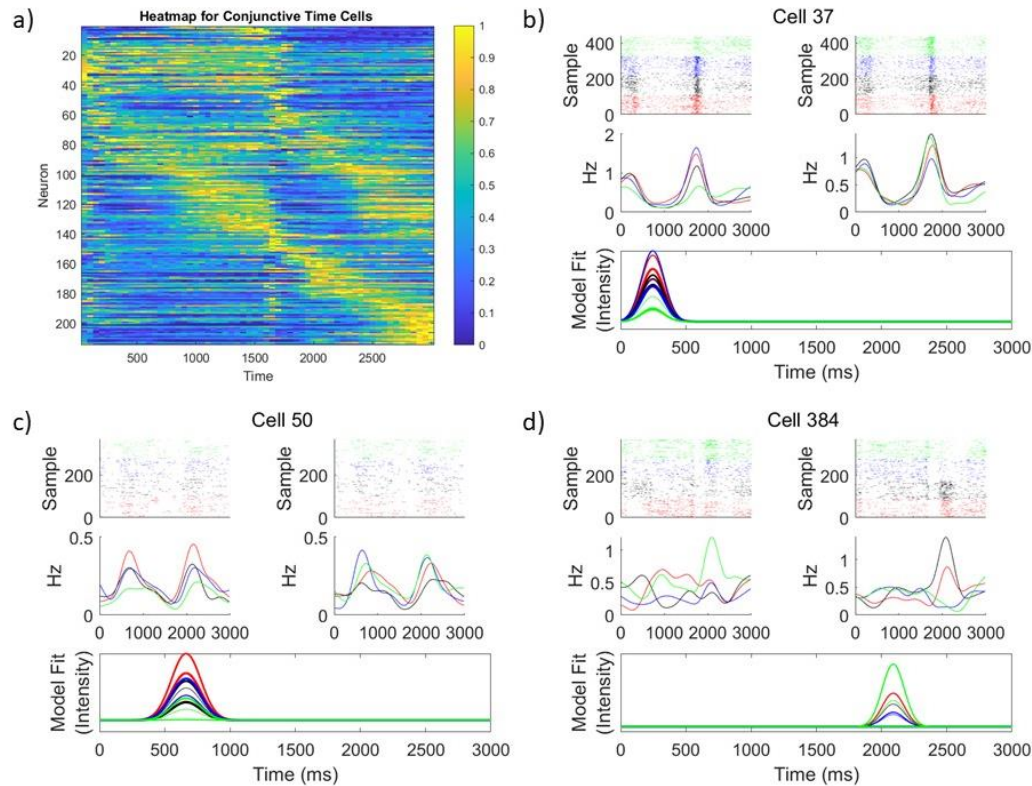 a)
Heatmap for Conjunctive Time Cells
Neuron
20
40
60
80
100
120
140
160
180
200
500 1000 1500 2000 2500
Time
1
0.9
0.8
0.7
0.6
0.5
0.4
0.3
0.2
0.1
0
b)
Cell 37
Sample
400
200
0
Hz
2
1
0
0 1000 2000 3000
Sample
400
200
0
Hz
1
0.5
0
0 1000 2000 3000
Model Fit
(Intensity)
0 500 1000 1500 2000 2500 3000
Time (ms)
c)
Cell 50
Sample
200
0
Hz
0.5
0
0 1000 2000 3000
Sample
200
0
Hz
0.5
0
0 1000 2000 3000
Model Fit
(Intensity)
0 500 1000 1500 2000 2500 3000
Time (ms)
d)
Cell 384
Sample
200
0
Hz
1
0.5
0
0 1000 2000 3000
Sample
200
0
Hz
1
0.5
0
0 1000 2000 3000
Model Fit
(Intensity)
0 500 1000 1500 2000 2500 3000
Time (ms)